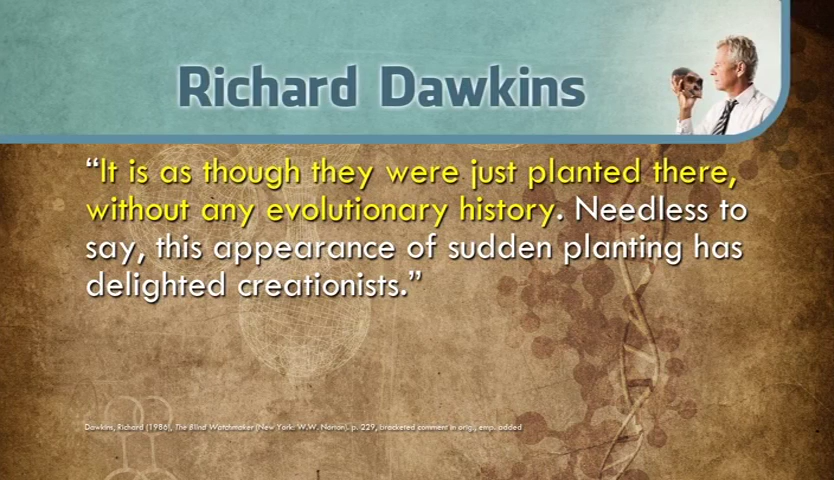 Richard Dawkins
“It is as though they were just planted there,
without any evolutionary history. Needless to
say, this appearance of sudden planting has
delighted creationists.”
Dawkins, Richard (1986), The Blind Watchmaker (New York: W.W. Norton). p. 229, bracketed comment in orig., emp. added